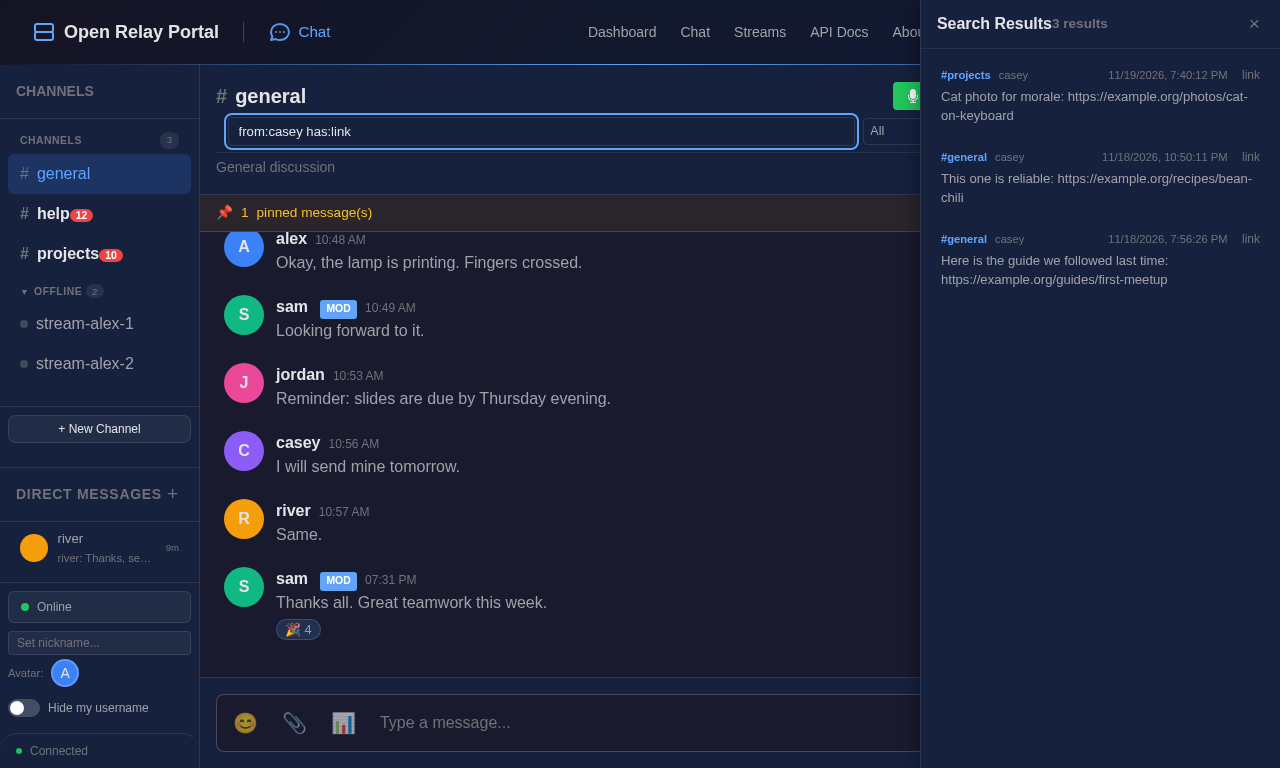 Open Relay Portal
Chat
Dashboard Chat Streams API Docs Abou
CHANNELS
CHANNELS 3
# general
# help 12
# projects 10
▾ OFFLINE 2
stream-alex-1
stream-alex-2
+ New Channel
DIRECT MESSAGES +
river
river: Thanks, se… 9m
Online
Set nickname...
Avatar: A
Hide my username
Connected
# general
from:casey has:link
All
General discussion
📌 1 pinned message(s)
A alex 10:48 AM
Okay, the lamp is printing. Fingers crossed.
S sam MOD 10:49 AM
Looking forward to it.
J jordan 10:53 AM
Reminder: slides are due by Thursday evening.
C casey 10:56 AM
I will send mine tomorrow.
R river 10:57 AM
Same.
S sam MOD 07:31 PM
Thanks all. Great teamwork this week.
🎉 4
Type a message...
Search Results3 results ×
#projects casey 11/19/2026, 7:40:12 PM link
Cat photo for morale: https://example.org/photos/cat-
on-keyboard
#general casey 11/18/2026, 10:50:11 PM link
This one is reliable: https://example.org/recipes/bean-
chili
#general casey 11/18/2026, 7:56:26 PM link
Here is the guide we followed last time:
https://example.org/guides/first-meetup